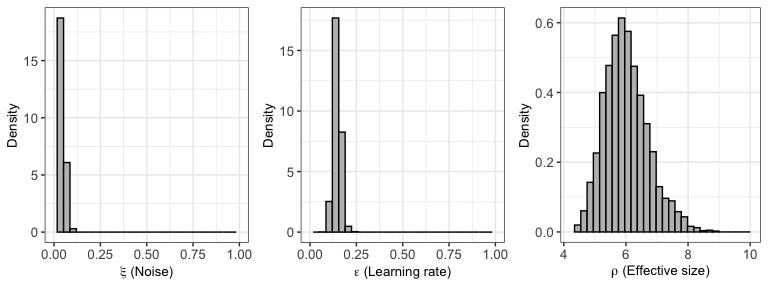 Density
15
10
5
0
0.00 0.25 0.50 0.75 1.00
ξ (Noise)
Density
15
10
5
0
0.00 0.25 0.50 0.75 1.00
ε (Learning rate)
Density
0.6
0.4
0.2
0.0
4 6 8 10
ρ (Effective size)